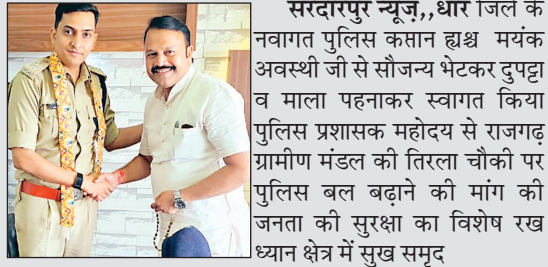 सरदारपुर न्यूज़,,धार जिले के
नवागत पुलिस कप्तान ह्यश्च मयंक
अवस्थी जी से सौजन्य भेटकर दुपट्टा
व माला पहनाकर स्वागत किया
पुलिस प्रशासक महोदय से राजगढ़
ग्रामीण मंडल की तिरला चौकी पर
पुलिस बल बढ़ाने की मांग की
जनता की सुरक्षा का विशेष रख
ध्यान क्षेत्र में सुख समृद